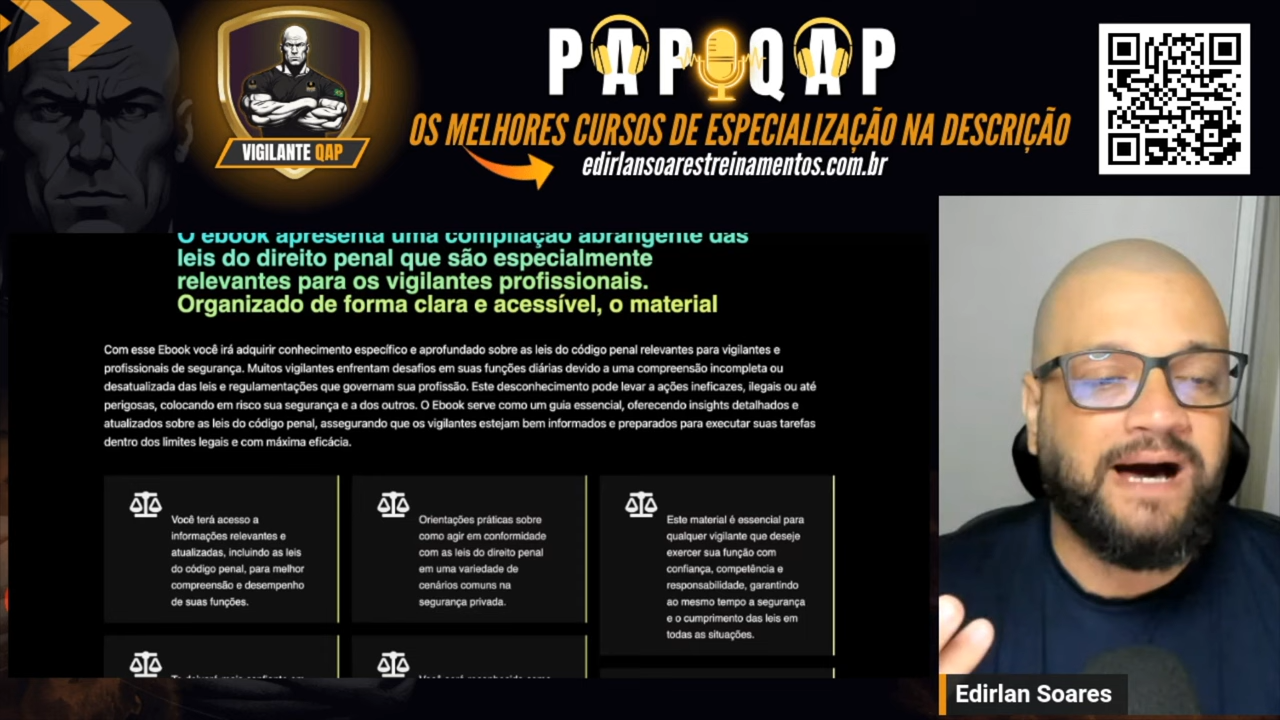 PAPOQAP
OS MELHORES CURSOS DE ESPECIALIZAÇÃO NA DESCRIÇÃO
edirlansoarestreinamentos.com.br
VIGILANTE QAP
O ebook apresenta uma compilação abrangente das
leis do direito penal que são especialmente
relevantes para os vigilantes profissionais.
Organizado de forma clara e acessível, o material
Com esse Ebook você irá adquirir conhecimento específico e aprofundado sobre as leis do código penal relevantes para vigilantes e
profissionais de segurança. Muitos vigilantes enfrentam desafios em suas funções diárias devido a uma compreensão incompleta ou
desatualizada das leis e regulamentações que governam sua profissão. Este desconhecimento pode levar a ações ineficazes, ilegais ou até
perigosas, colocando em risco sua segurança e a dos outros. O Ebook serve como um guia essencial, oferecendo insights detalhados e
atualizados sobre as leis do código penal, assegurando que os vigilantes estejam bem informados e preparados para executar suas tarefas
dentro dos limites legais e com máxima eficácia.
Você terá acesso a
informações relevantes e
atualizadas, incluindo as leis
do código penal, para melhor
compreensão e desempenho
de suas funções.
Orientações práticas sobre
como agir em conformidade
com as leis do direito penal
em uma variedade de
cenários comuns na
segurança privada.
Este material é essencial para
qualquer vigilante que deseje
exercer sua função com
confiança, competência e
responsabilidade, garantindo
ao mesmo tempo a segurança
e o cumprimento das leis em
todas as situações.
Edirlan Soares